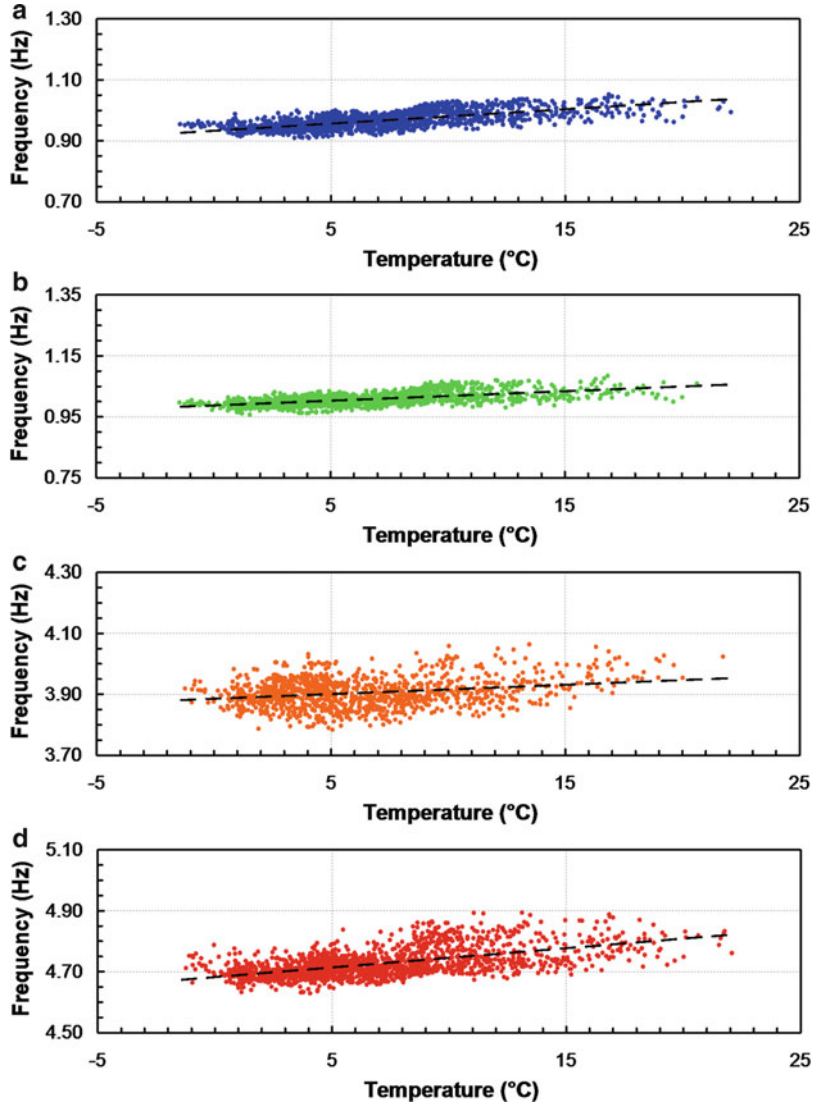 a
1.30
1.10
0.90
0.70
Frequency (Hz)
-5
5
15
25
Temperature (°C)
b
1.35
1.15
0.95
0.75
Frequency (Hz)
-5
5
15
25
Temperature (°C)
c
4.30
4.10
3.90
3.70
Frequency (Hz)
-5
5
15
25
Temperature (°C)
d
5.10
4.90
4.70
4.50
Frequency (Hz)
-5
5
15
25
Temperature (°C)